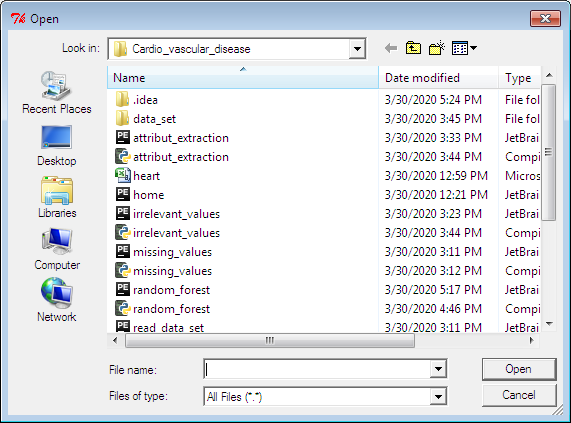 Open
Look in: Cardio_vascular_disease
Name Date modified Type
.idea 3/30/2020 5:24 PM File fol
data_set 3/30/2020 3:45 PM File fol
attribut_extraction 3/30/2020 3:33 PM JetBrai
attribut_extraction 3/30/2020 3:44 PM Compi
heart 3/30/2020 12:59 PM Micros
home 3/30/2020 12:21 PM JetBrai
irrelevant_values 3/30/2020 3:23 PM JetBrai
irrelevant_values 3/30/2020 3:44 PM Compi
missing_values 3/30/2020 3:11 PM JetBrai
missing_values 3/30/2020 3:12 PM Compi
random_forest 3/30/2020 5:17 PM JetBrai
random_forest 3/30/2020 4:46 PM Compi
read_data_set 3/30/2020 3:11 PM JetBrai
Recent Places
Desktop
Libraries
Computer
Network
File name: Open
Files of type: All Files (*.*) Cancel